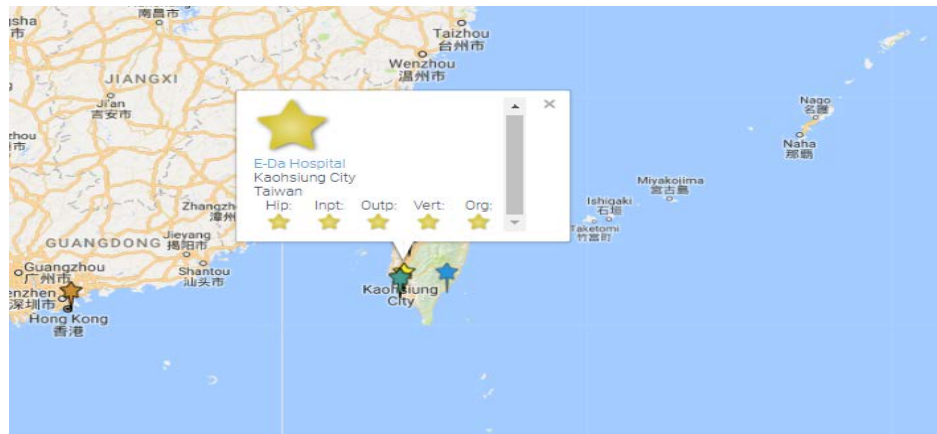 南昌市
Taizhou
台州市
Wenzhou
温州市
JIANGXI
Ji'an
吉安市
Nago
名護
Naha
那覇
E-Da Hospital
Kaohsiung City
Taiwan
Hip: Inpt: Outp: Vert: Org:
Miyakojima
宮古島
Ishigaki
石垣
Taketomi
竹富町
GUANGDONG
Jieyang
揭阳市
Guangzhou
广州市
Shantou
汕头市
深圳市
Hong Kong
香港
Kaohsiung
City